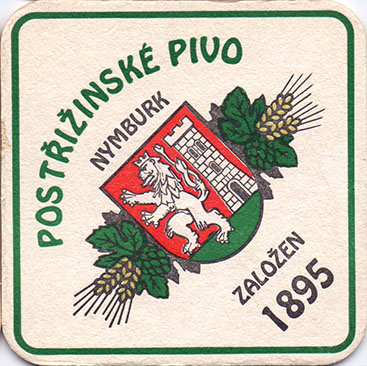 POSTŘIŽINSKÉ PIVO
NYMBURK
ZALOŽEN
1895